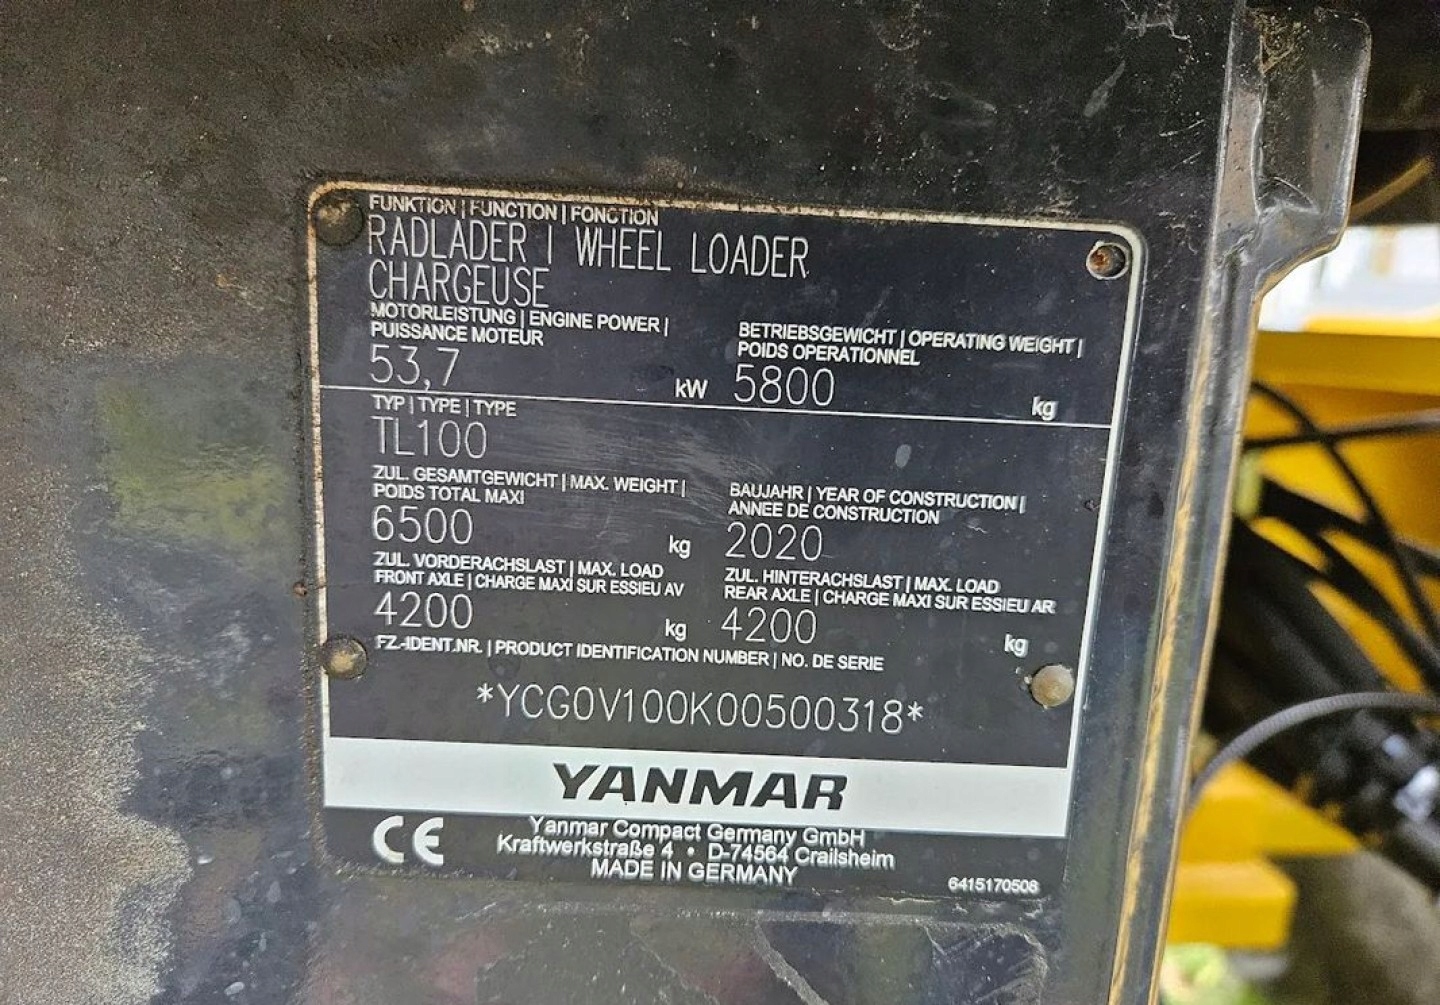 FUNKTION | FUNCTION | FONCTION
RADLADER | WHEEL LOADER
CHARGEUSE
MOTORLEISTUNG | ENGINE POWER |
PUISSANCE MOTEUR
53,7 kW
BETRIEBSGEWICHT | OPERATING WEIGHT |
POIDS OPERATIONNEL
5800 kg
TYP | TYPE | TYPE
TL100
ZUL. GESAMTGEWICHT | MAX. WEIGHT |
POIDS TOTAL MAXI
6500 kg
BAUJAHR | YEAR OF CONSTRUCTION |
ANNEE DE CONSTRUCTION
2020
ZUL. VORDERACHSLAST | MAX. LOAD
FRONT AXLE | CHARGE MAXI SUR ESSIEU AV
4200 kg
ZUL. HINTERACHSLAST | MAX. LOAD
REAR AXLE | CHARGE MAXI SUR ESSIEU AR
4200 kg
FZ.-IDENT.NR. | PRODUCT IDENTIFICATION NUMBER | NO. DE SERIE
*YCG0V100K00500318*
YANMAR
CE
Yanmar Compact Germany GmbH
Kraftwerkstraße 4 • D-74564 Crailsheim
MADE IN GERMANY
6415170508